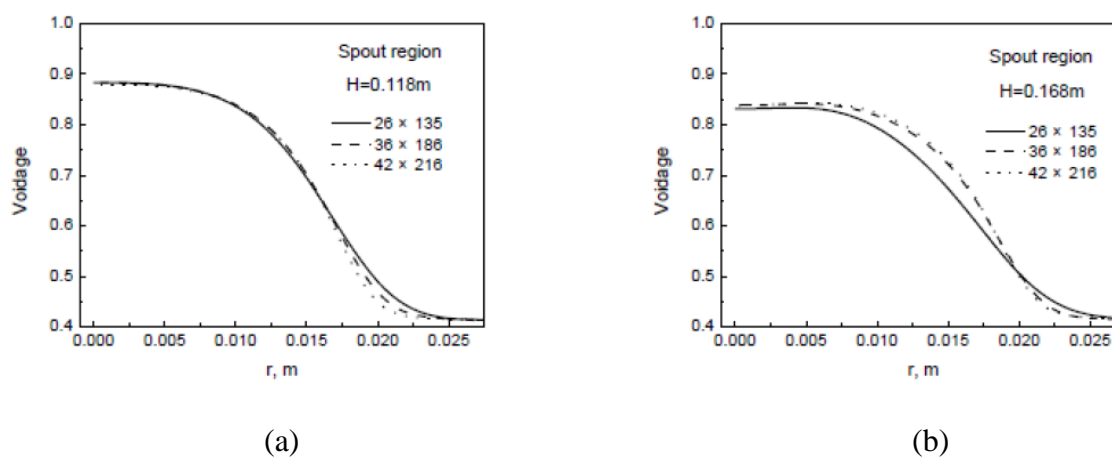 1.0
0.9
0.8
0.7
0.6
0.5
0.4
Voidage
Spout region
H=0.118m
26 × 135
36 × 186
42 × 216
0.000 0.005 0.010 0.015 0.020 0.025
r, m
(a)
1.0
0.9
0.8
0.7
0.6
0.5
0.4
Voidage
Spout region
H=0.168m
26 × 135
36 × 186
42 × 216
0.000 0.005 0.010 0.015 0.020 0.025
r, m
(b)